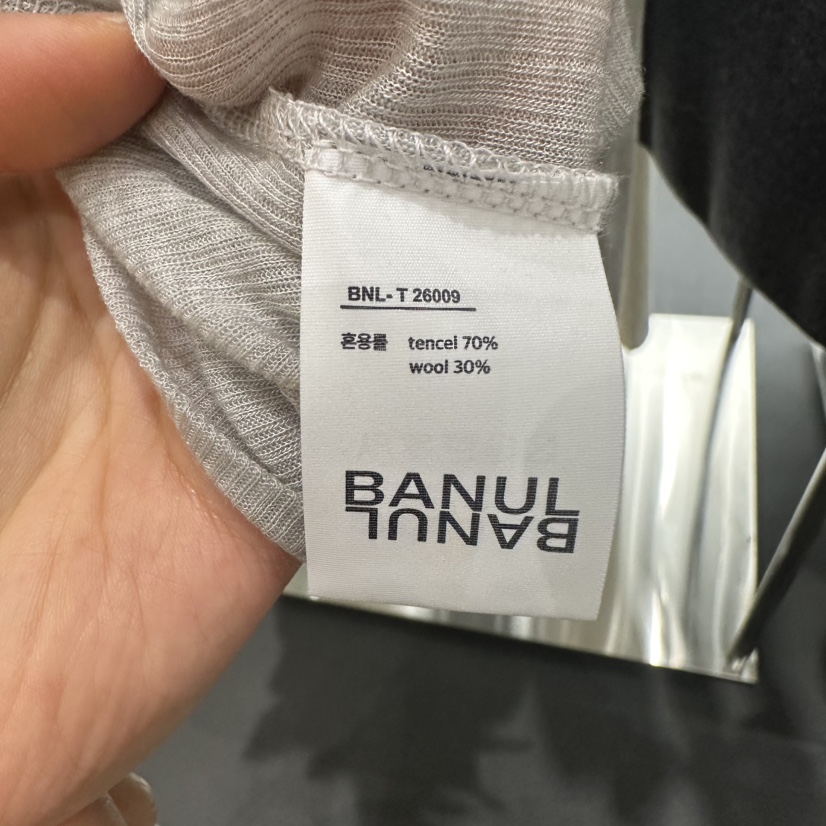 BNL- T 26009
혼용률 tencel 70%
wool 30%
BANUL
BANUL